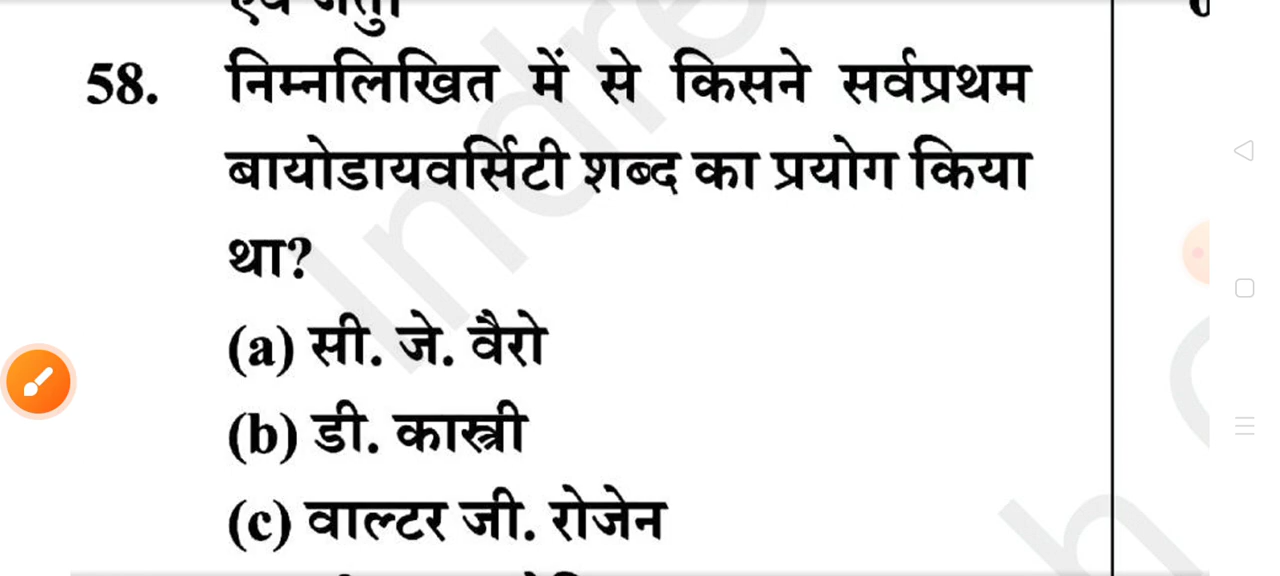 58. निम्नलिखित में से किसने सर्वप्रथम
बायोडायवर्सिटी शब्द का प्रयोग किया
था?
(a) सी. जे. वैरो
(b) डी. कास्त्री
(c) वाल्टर जी. रोजेन